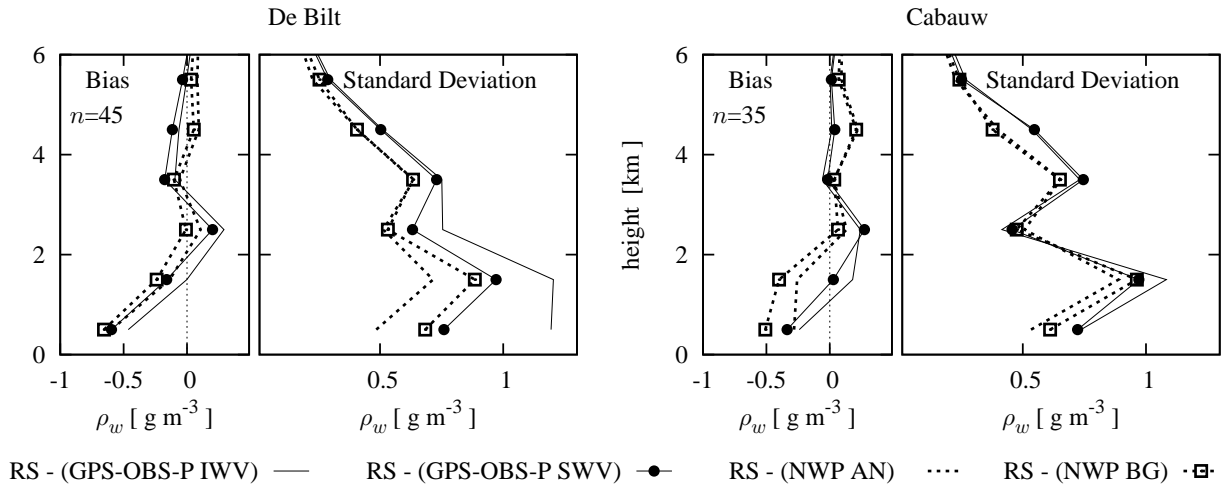 De Bilt
Cabauw
6
4
2
0
Bias
n=45
Standard Deviation
-1
-0.5
0
0.5
1
ρw [ g m-3 ]
ρw [ g m-3 ]
height [km]
6
4
2
0
Bias
n=35
Standard Deviation
-1
-0.5
0
0.5
1
ρw [ g m-3 ]
ρw [ g m-3 ]
RS - (GPS-OBS-P IWV)
RS - (GPS-OBS-P SWV)
RS - (NWP AN)
RS - (NWP BG)